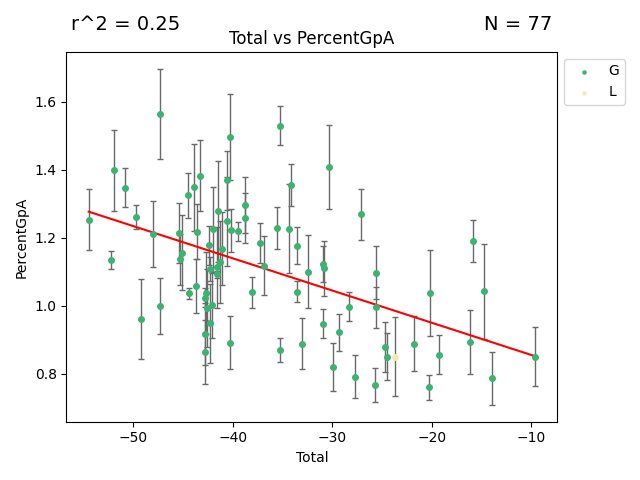 r^2 = 0.25
N = 77
Total vs PercentGpA
G
L
PercentGpA
1.6
1.4
1.2
1.0
0.8
−50
−40
−30
−20
−10
Total